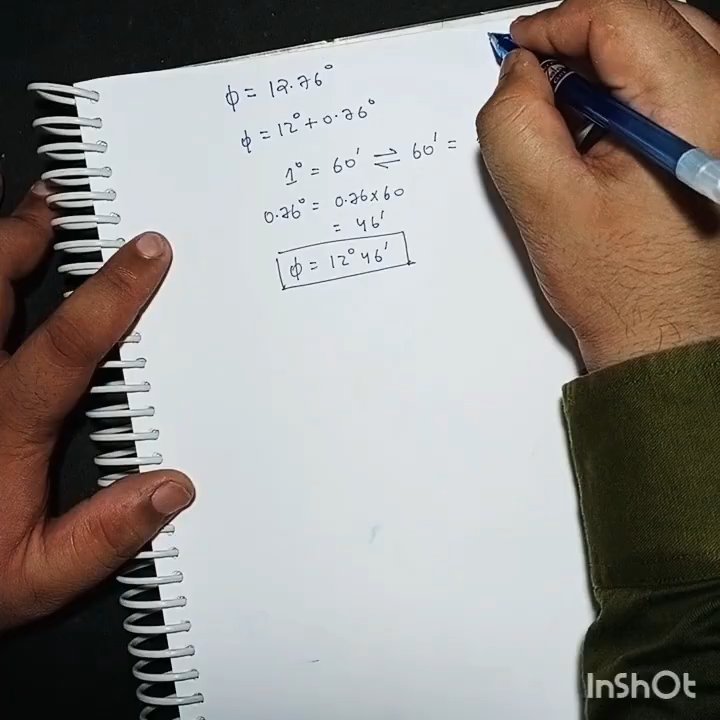 ϕ = 12.76°
ϕ = 12° + 0.76°
1° = 60' ⇌ 60' =
0.76° = 0.76 × 60
= 46'
ϕ = 12° 46'
InShOt